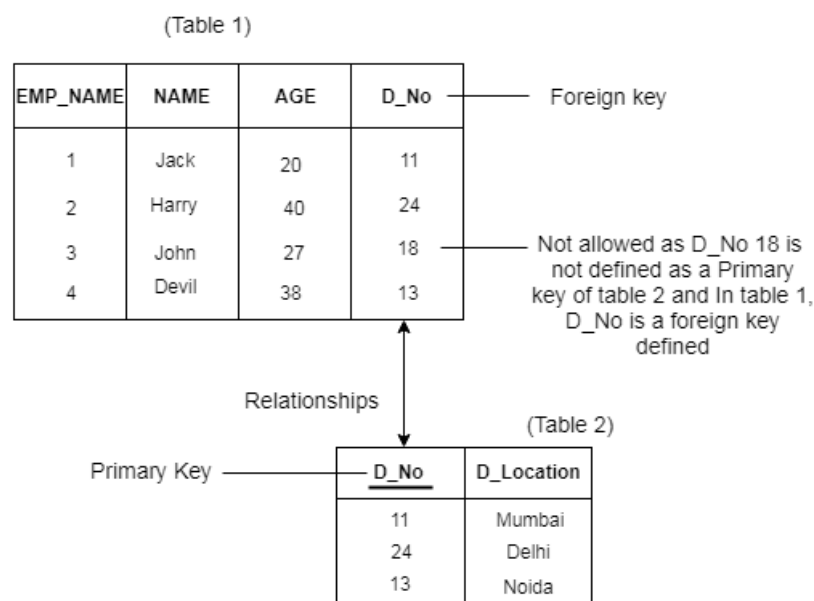 (Table 1)
EMP_NAME NAME AGE D_No Foreign key
1 Jack 20 11
2 Harry 40 24
3 John 27 18
4 Devil 38 13
Not allowed as D_No 18 is
not defined as a Primary
key of table 2 and In table 1,
D_No is a foreign key
defined
Relationships
(Table 2)
Primary Key D_No D_Location
11 Mumbai
24 Delhi
13 Noida